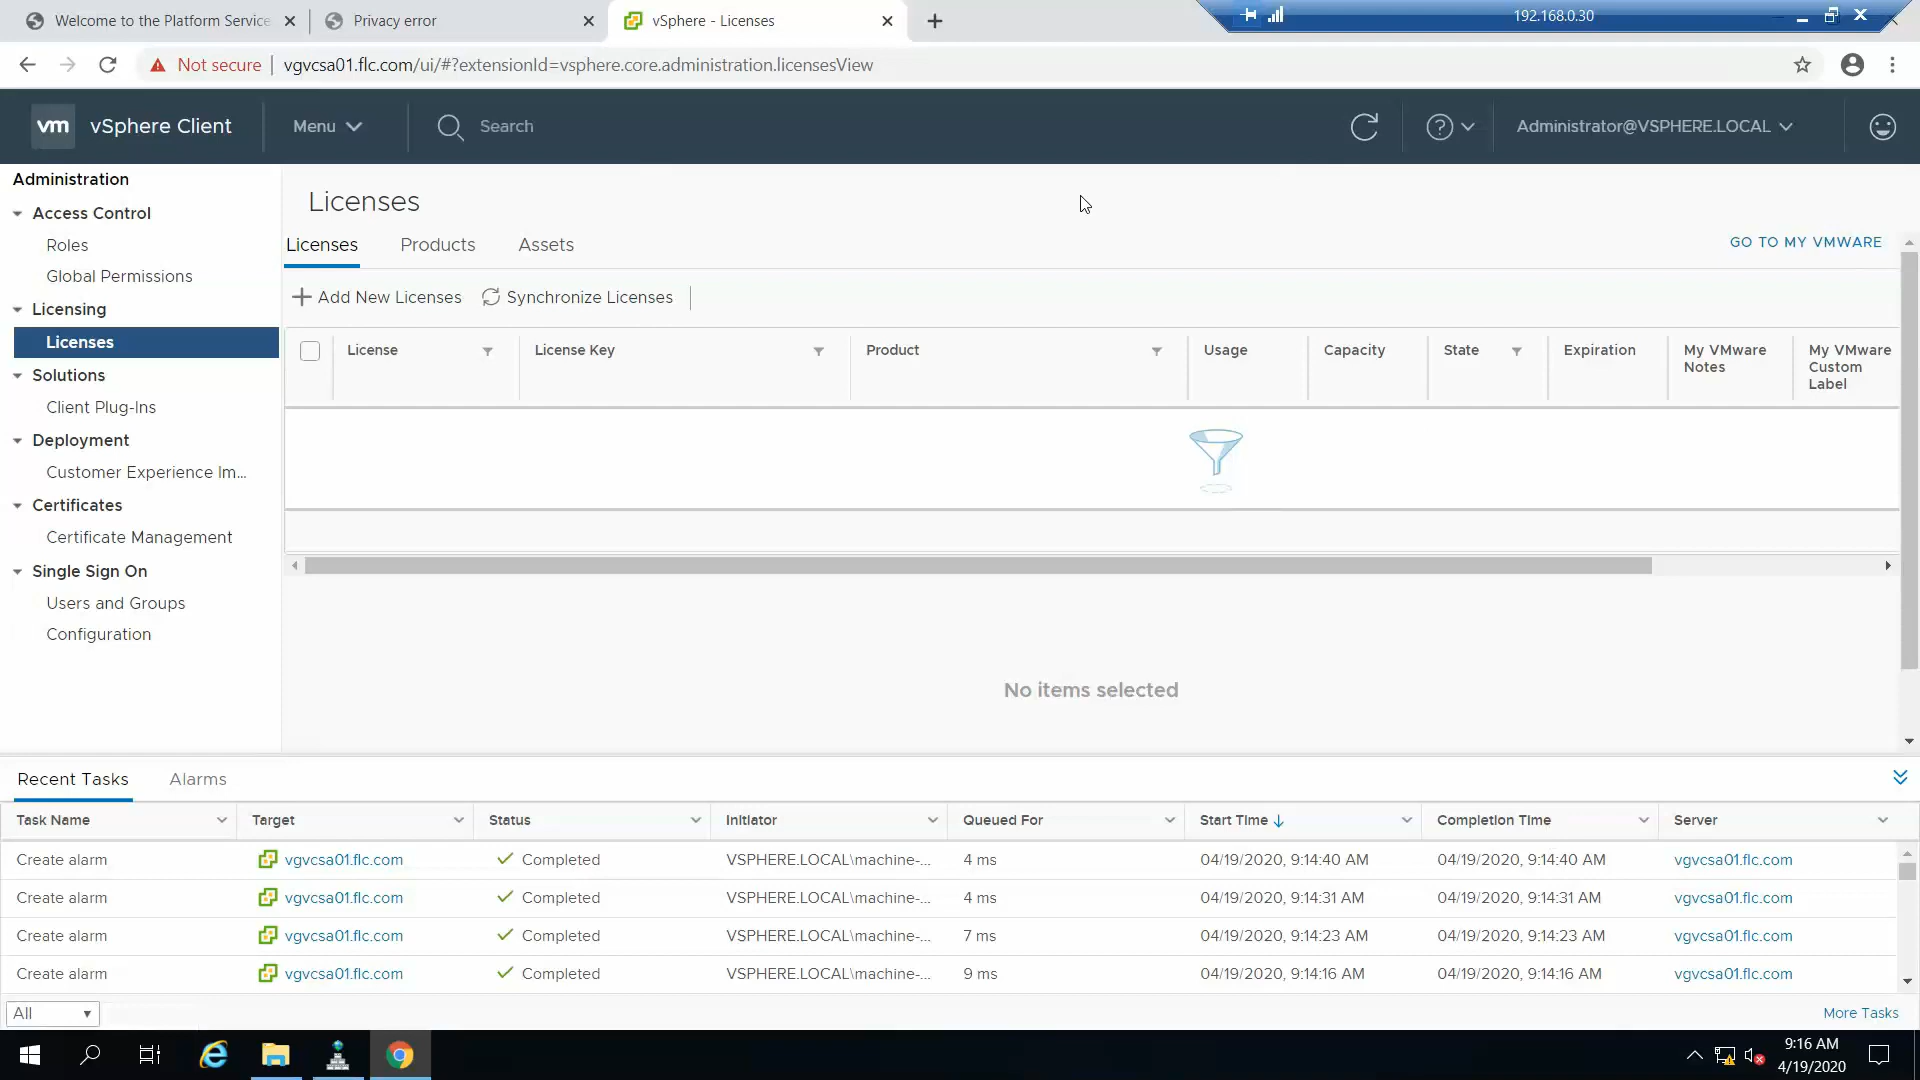 Welcome to the Platform Service
Privacy error
vSphere - Licenses
192.168.0.30
Not secure
vgvcsa01.flc.com/ui/#?extensionId=vsphere.core.administration.licensesView
vm
vSphere Client
Menu
Search
Administrator@VSPHERE.LOCAL
Administration
Access Control
Roles
Global Permissions
Licensing
Licenses
Solutions
Client Plug-Ins
Deployment
Customer Experience Im...
Certificates
Certificate Management
Single Sign On
Users and Groups
Configuration
Licenses
Licenses
Products
Assets
GO TO MY VMWARE
Add New Licenses
Synchronize Licenses
License
License Key
Product
Usage
Capacity
State
Expiration
My VMware
Notes
My VMware
Custom
Label
No items selected
Recent Tasks
Alarms
Task Name
Target
Status
Initiator
Queued For
Start Time
Completion Time
Server
Create alarm
vgvcsa01.flc.com
Completed
VSPHERE.LOCAL\machine-...
4 ms
04/19/2020, 9:14:40 AM
04/19/2020, 9:14:40 AM
vgvcsa01.flc.com
Create alarm
vgvcsa01.flc.com
Completed
VSPHERE.LOCAL\machine-...
4 ms
04/19/2020, 9:14:31 AM
04/19/2020, 9:14:31 AM
vgvcsa01.flc.com
Create alarm
vgvcsa01.flc.com
Completed
VSPHERE.LOCAL\machine-...
7 ms
04/19/2020, 9:14:23 AM
04/19/2020, 9:14:23 AM
vgvcsa01.flc.com
Create alarm
vgvcsa01.flc.com
Completed
VSPHERE.LOCAL\machine-...
9 ms
04/19/2020, 9:14:16 AM
04/19/2020, 9:14:16 AM
vgvcsa01.flc.com
All
More Tasks
9:16 AM
4/19/2020